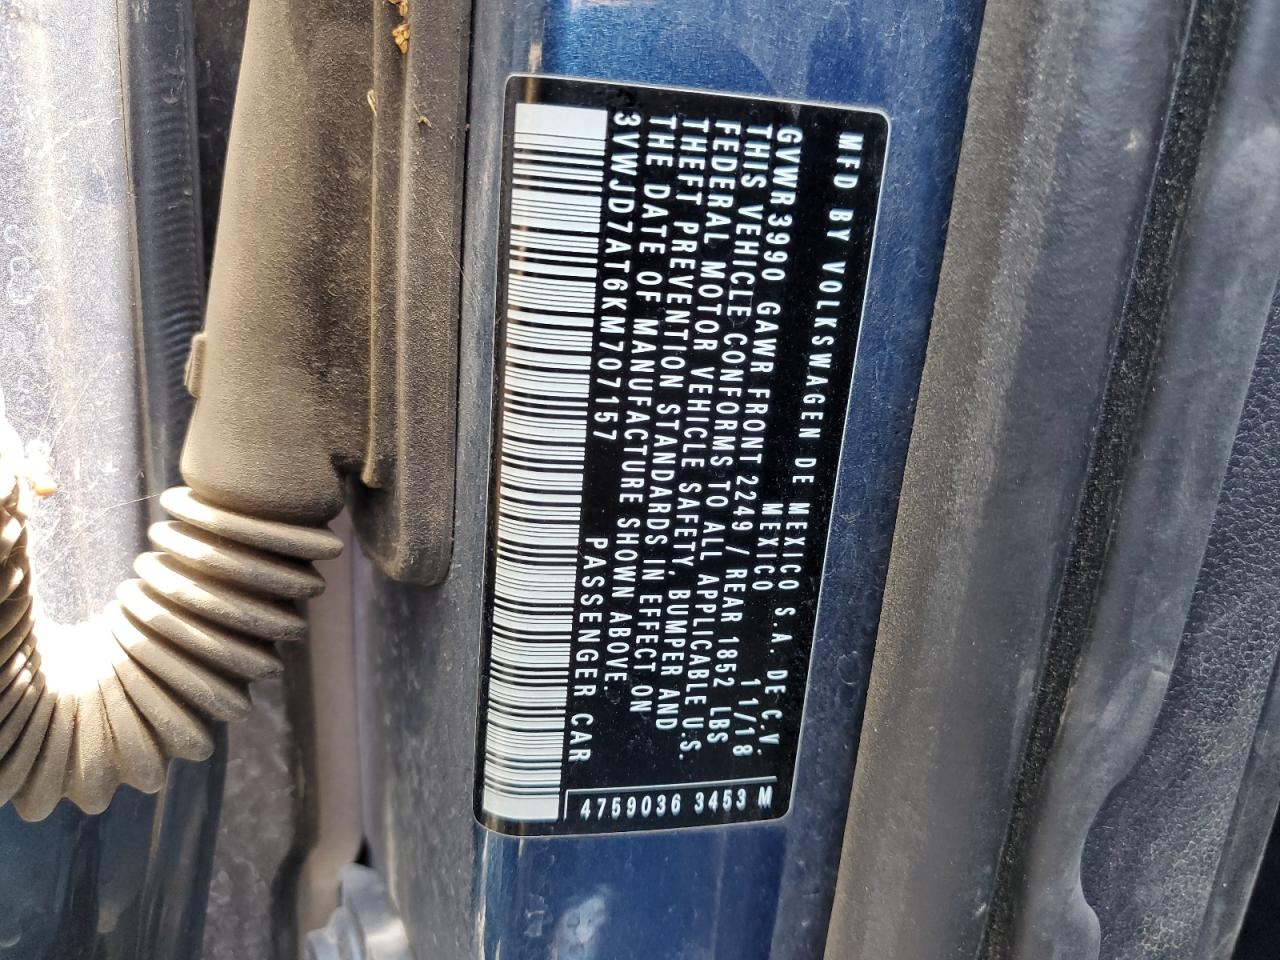 MFD BY VOLKSWAGEN DE MEXICO S.A. DE C.V.
MEXICO 11/18
GVWR 3990 GAWR FRONT 2249 / REAR 1852 LBS
THIS VEHICLE CONFORMS TO ALL APPLICABLE U.S.
FEDERAL MOTOR VEHICLE SAFETY, BUMPER AND
THEFT PREVENTION STANDARDS IN EFFECT ON
THE DATE OF MANUFACTURE SHOWN ABOVE.
3VWJD7AT6KM707157 PASSENGER CAR
4759036 3453 M